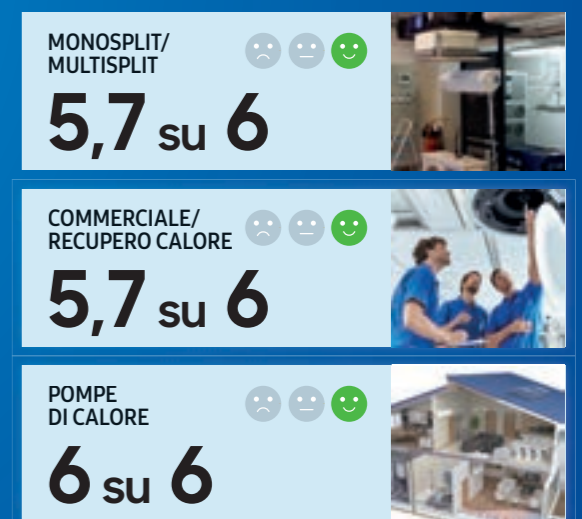 MONOSPLIT/
MULTISPLIT
5,7 su 6
COMMERCIALE/
RECUPERO CALORE
5,7 su 6
POMPE
DI CALORE
6 su 6